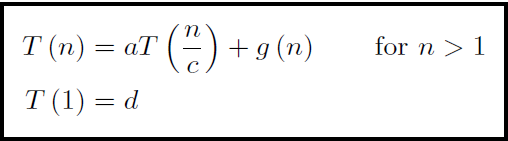 T (n) = aT (n/c) + g (n) for n > 1
T (1) = d